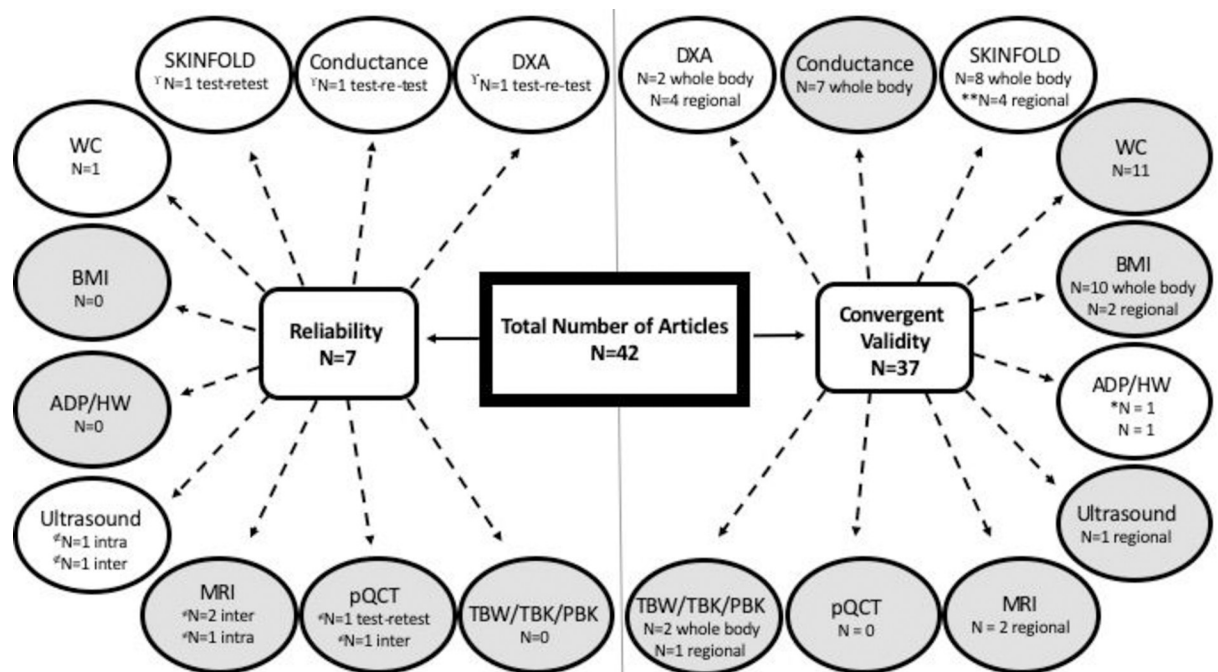 SKINFOLD
ϒN=1 test-retest
Conductance
ϒN=1 test-re-test
DXA
ϒN=1 test-re-test
WC
N=1
BMI
N=0
ADP/HW
N=0
Ultrasound
N=1 intra
N=1 inter
MRI
N=2 inter
N=1 intra
pQCT
N=1 test-retest
N=1 inter
TBW/TBK/PBK
N=0
Reliability
N=7
Total Number of Articles
N=42
Convergent
Validity
N=37
DXA
N=2 whole body
N=4 regional
Conductance
N=7 whole body
SKINFOLD
N=8 whole body
**N=4 regional
WC
N=11
BMI
N=10 whole body
N=2 regional
ADP/HW
*N = 1
N = 1
Ultrasound
N=1 regional
MRI
N = 2 regional
pQCT
N = 0
TBW/TBK/PBK
N=2 whole body
N=1 regional